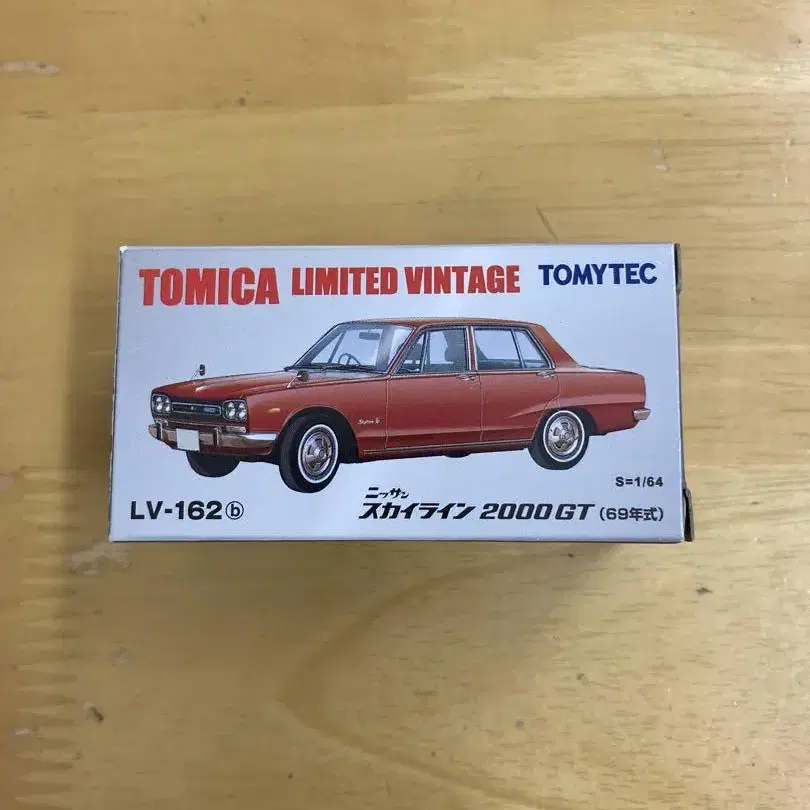 TOMICA LIMITED VINTAGE TOMYTEC
S=1/64
LV-162ⓑ
ニッサン
スカイライン 2000GT (69年式)